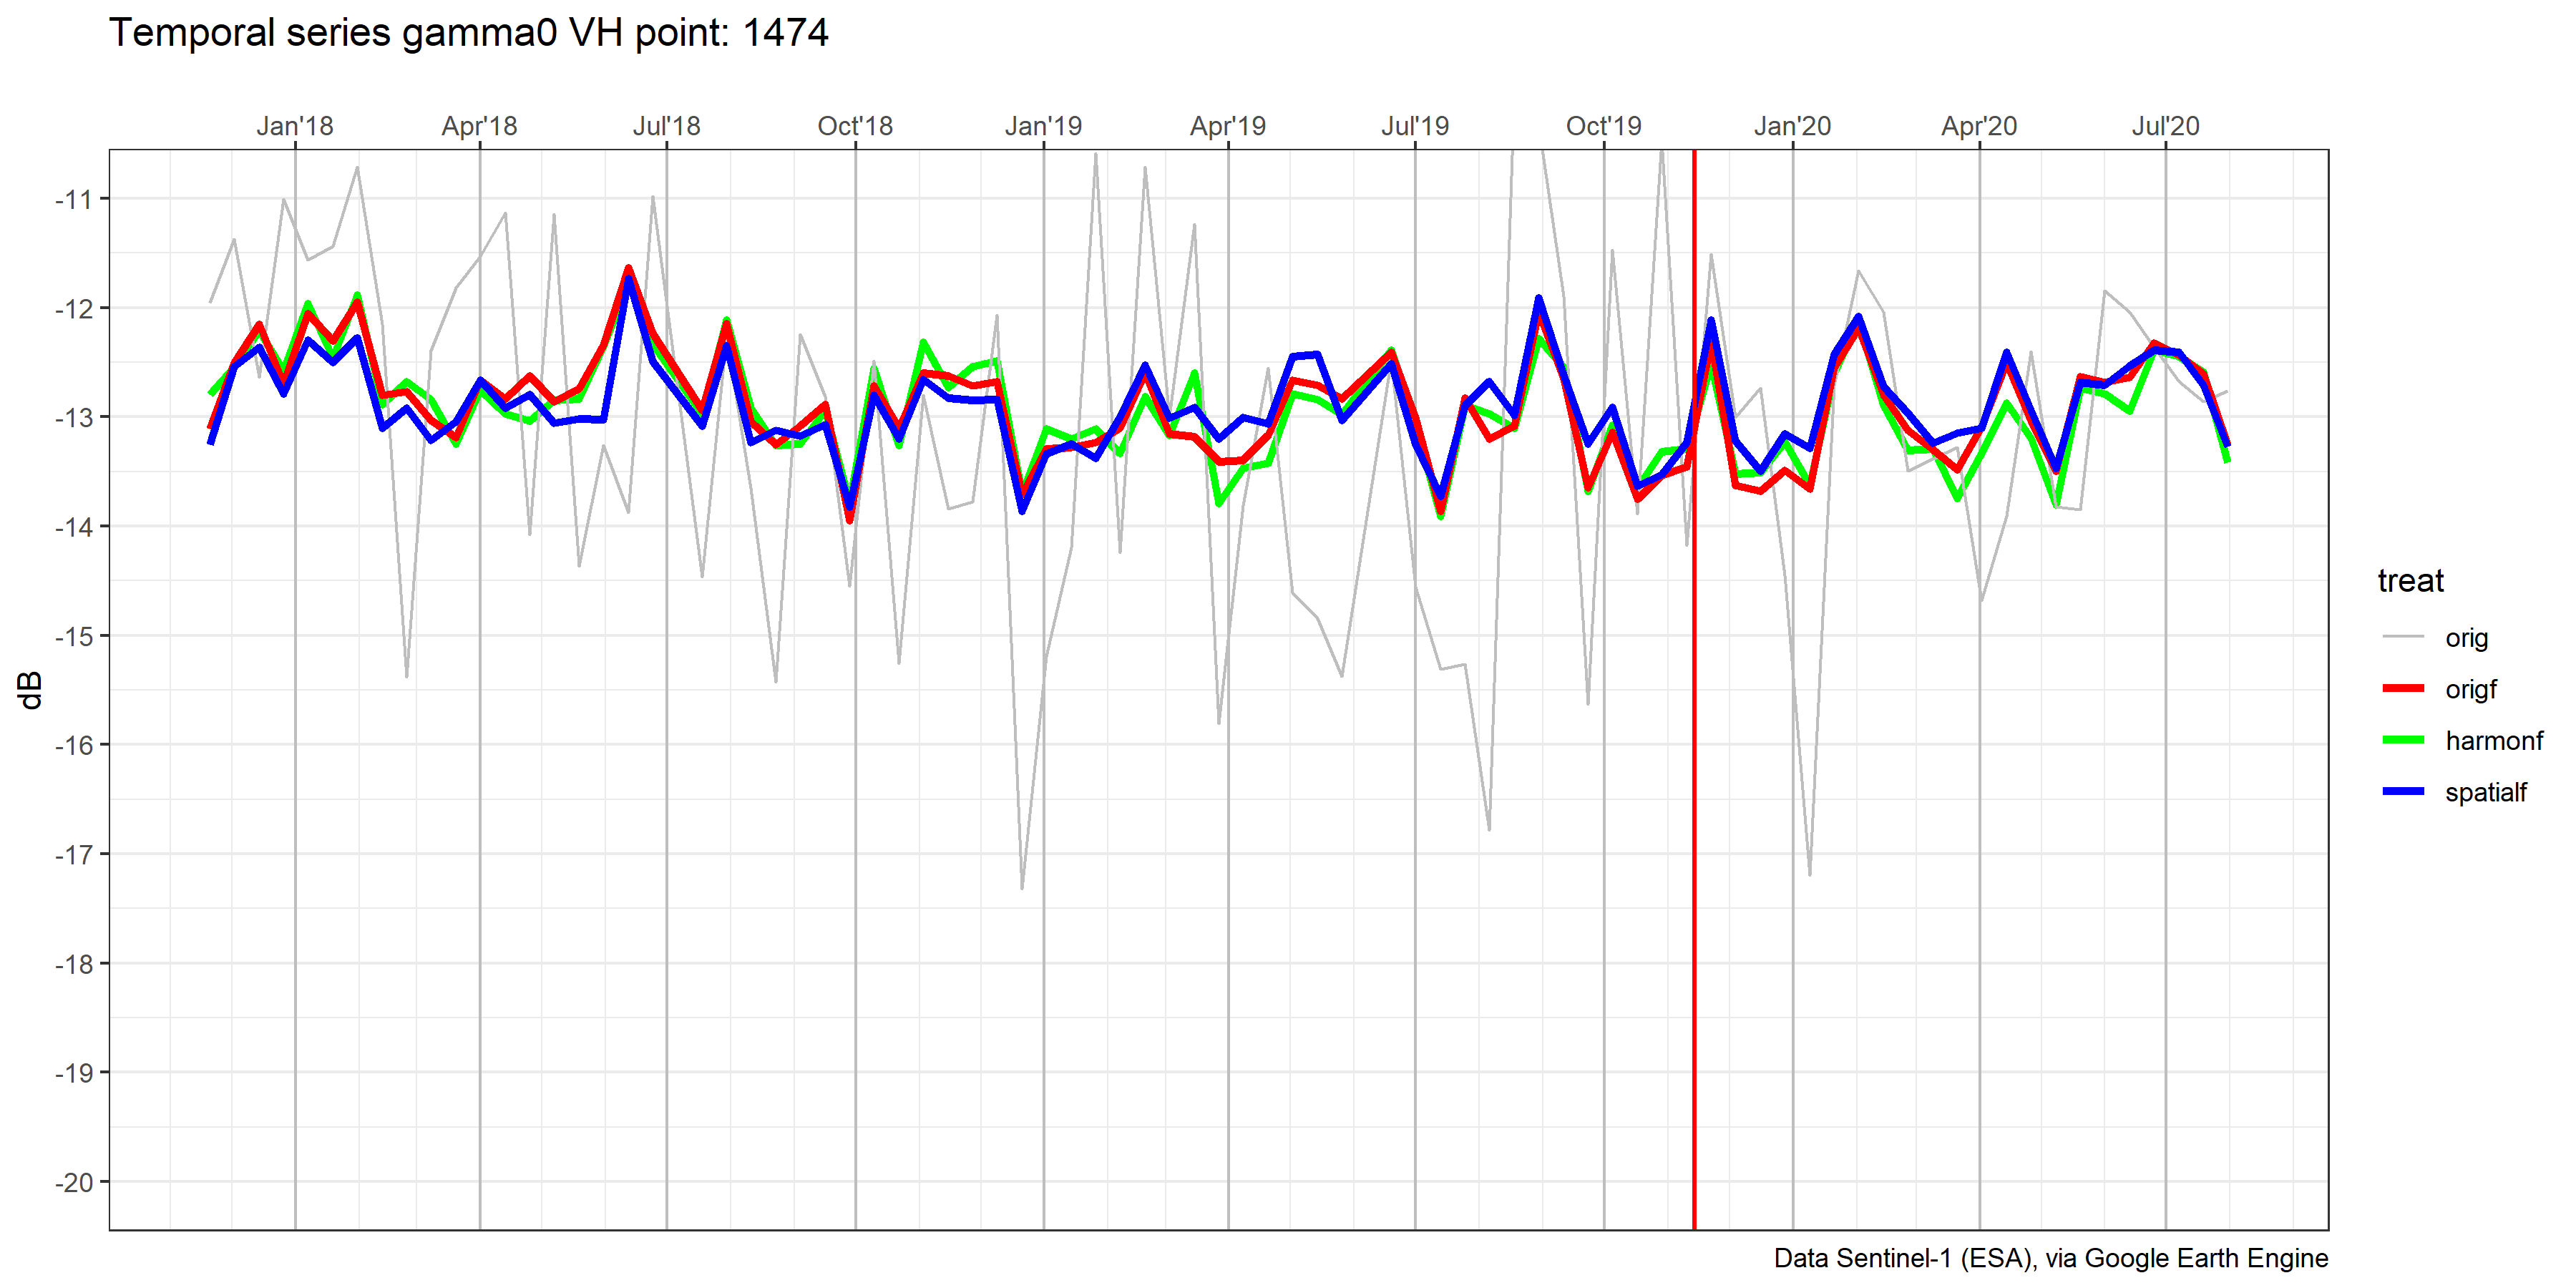 Temporal series gamma0 VH point: 1474
Jan'18 Apr'18 Jul'18 Oct'18 Jan'19 Apr'19 Jul'19 Oct'19 Jan'20 Apr'20 Jul'20
-11
-12
-13
-14
-15
-16
-17
-18
-19
-20
dB
treat
orig
origf
harmonf
spatialf
Data Sentinel-1 (ESA), via Google Earth Engine